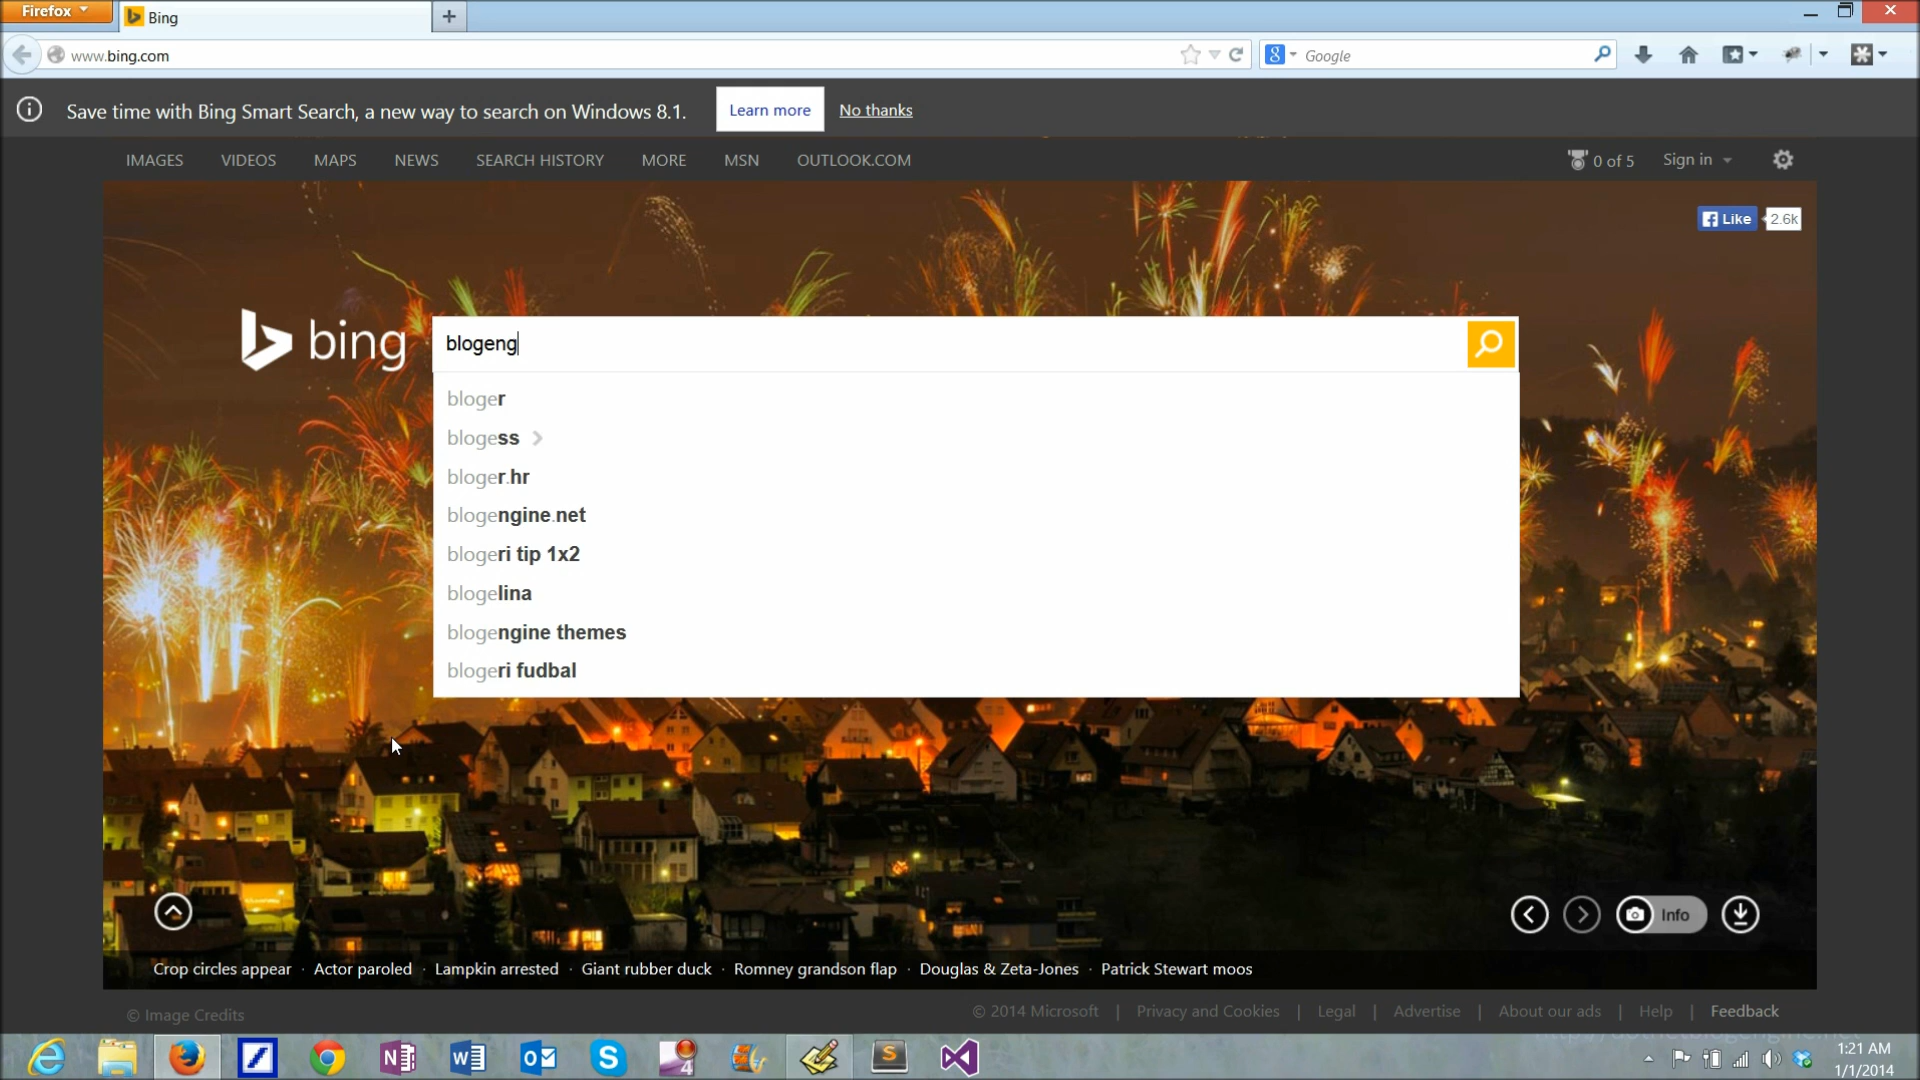 Firefox
Bing
www.bing.com
Google
Save time with Bing Smart Search, a new way to search on Windows 8.1.
Learn more
No thanks
IMAGES VIDEOS MAPS NEWS SEARCH HISTORY MORE MSN OUTLOOK.COM
0 of 5
Sign in
Like
2.6k
bing
blogeng
bloger
blogess
bloger.hr
blogengine.net
blogeri tip 1x2
blogelina
blogengine themes
blogeri fudbal
Info
Crop circles appear · Actor paroled · Lampkin arrested · Giant rubber duck · Romney grandson flap · Douglas & Zeta-Jones · Patrick Stewart moos
© Image Credits
© 2014 Microsoft | Privacy and Cookies | Legal | Advertise | About our ads | Help | Feedback
http://dotnetblogengine.net
1:21 AM
1/1/2014